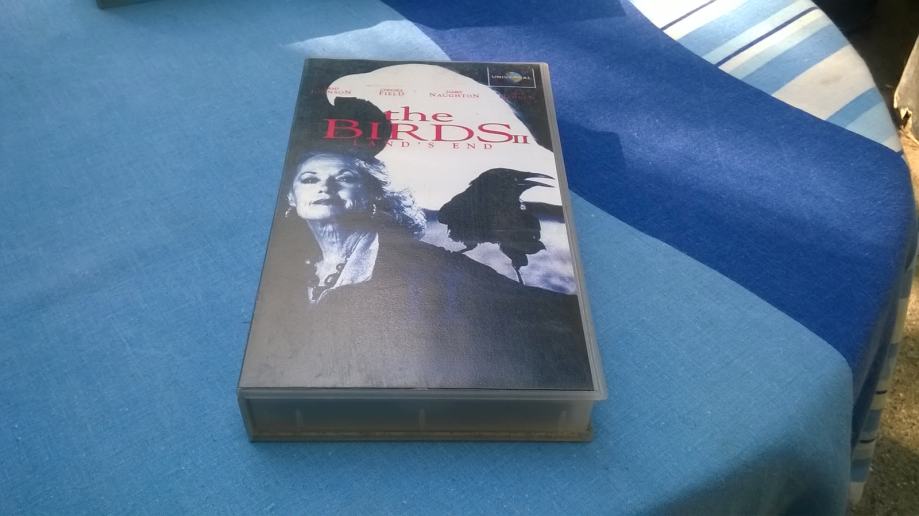 UNIVERSAL
JOHNSON FIELD NAUGHTON
the
BIRDS II
LAND'S END